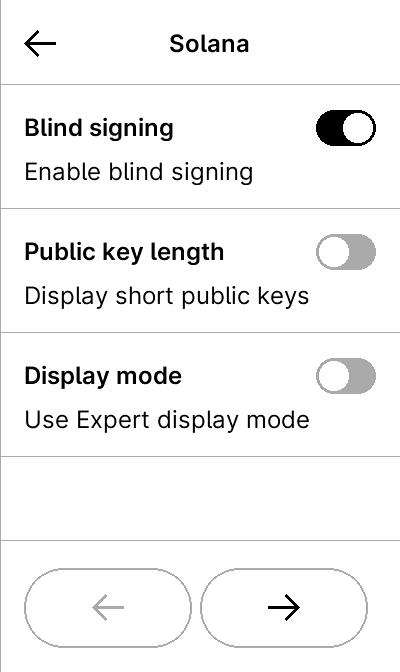 Solana
Blind signing
Enable blind signing
Public key length
Display short public keys
Display mode
Use Expert display mode